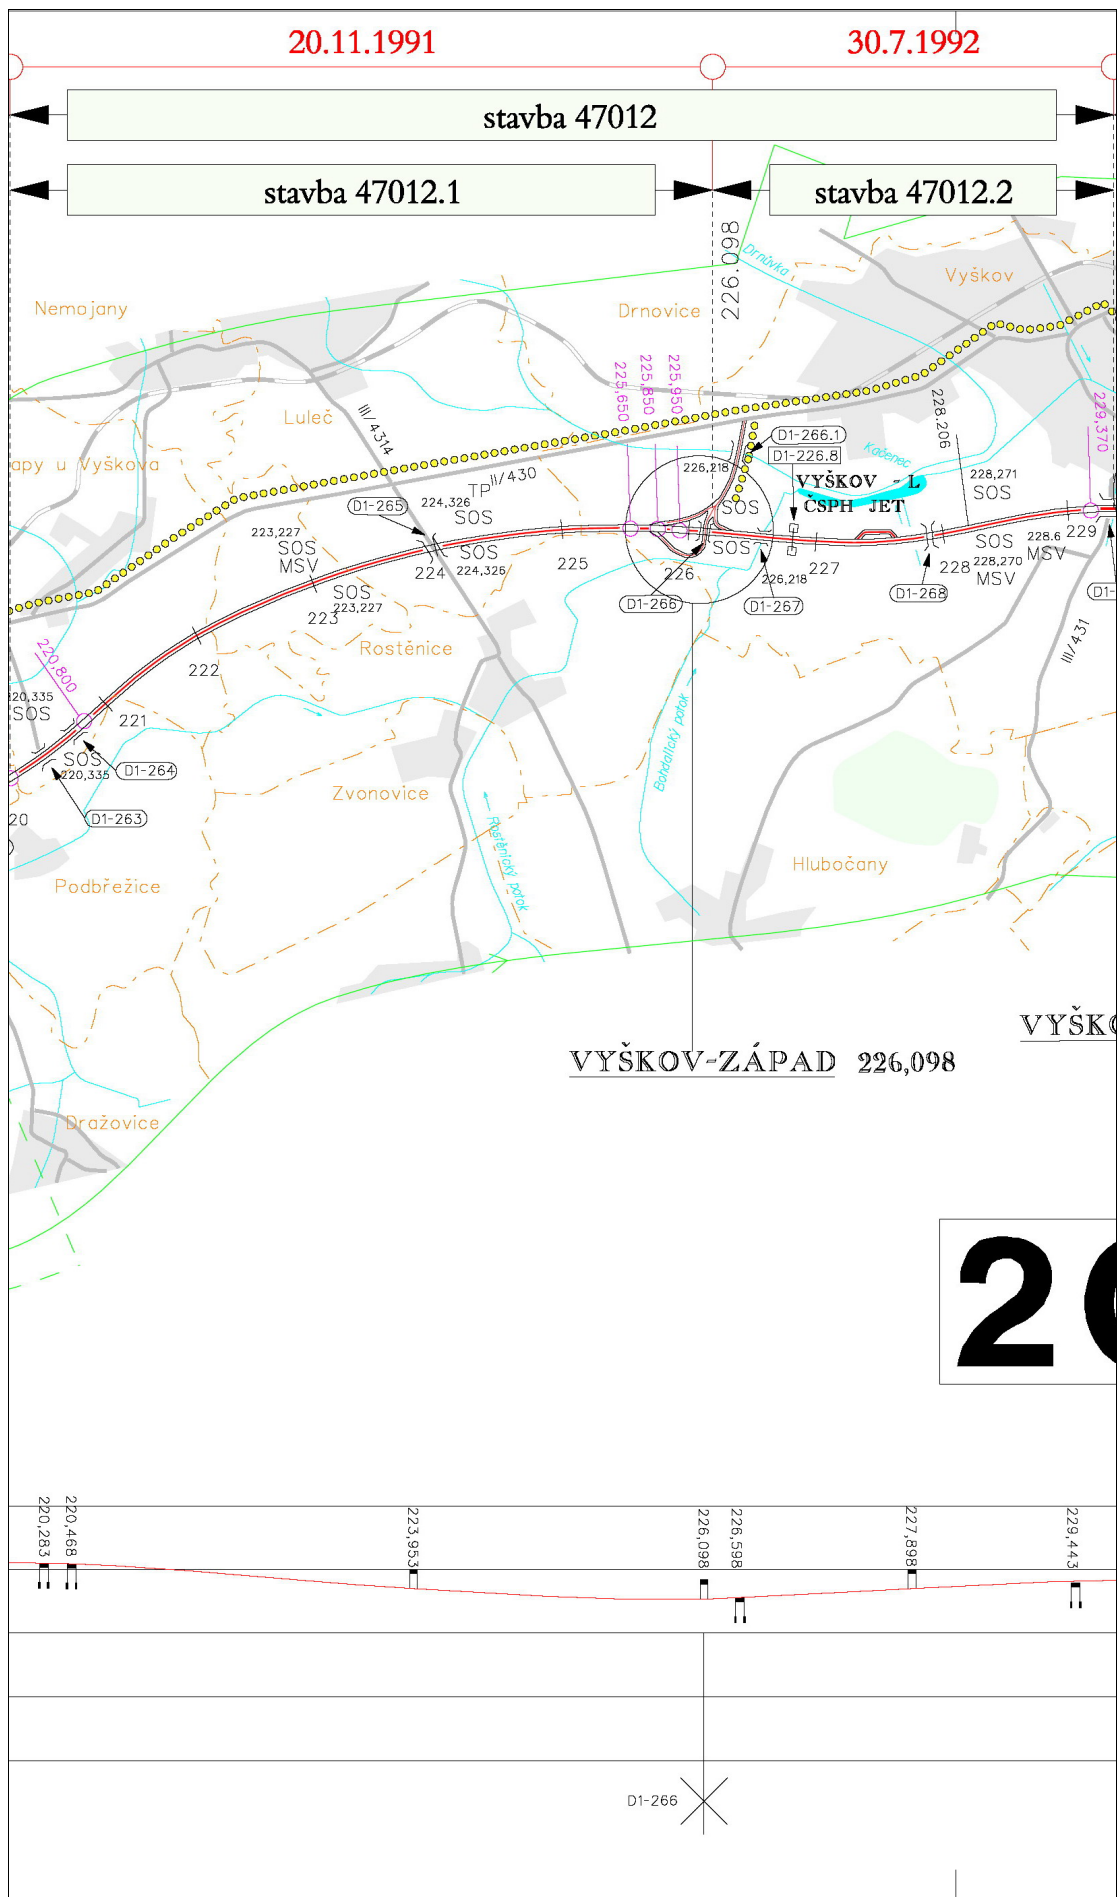 20.11.1991
30.7.1992
stavba 47012
stavba 47012.1
stavba 47012.2
226.098
Drnůvka
Vyškov
Nemojany
Drnovice
225,650
225,850
225,950
III/4314
Luleč
228.206
229,370
apy u Vyškova
II/430
TP
D1-266.1
D1-226.8
226,218
Kačenec
VYŠKOV - L
ČSPH JET
228,271
SOS
D1-265
224,326
SOS
223,227
SOS
MSV
SOS
224,326
224
225
226
SOS
226,218
227
228
SOS
228,270
MSV
228.6
MSV
229
SOS
223,227
223
D1-266
D1-267
D1-268
D1-
222
Rostěnice
III/431
220,800
20,335
SOS
221
Bohdalický potok
SOS
220,335
D1-264
Zvonovice
20
D1-263
Rostěnický potok
Podbřežice
Hlubočany
VYŠKO
VYŠKOV-ZÁPAD 226,098
Dražovice
2
220,283
220,468
223,953
226,098
226,598
227,898
229,443
D1-266